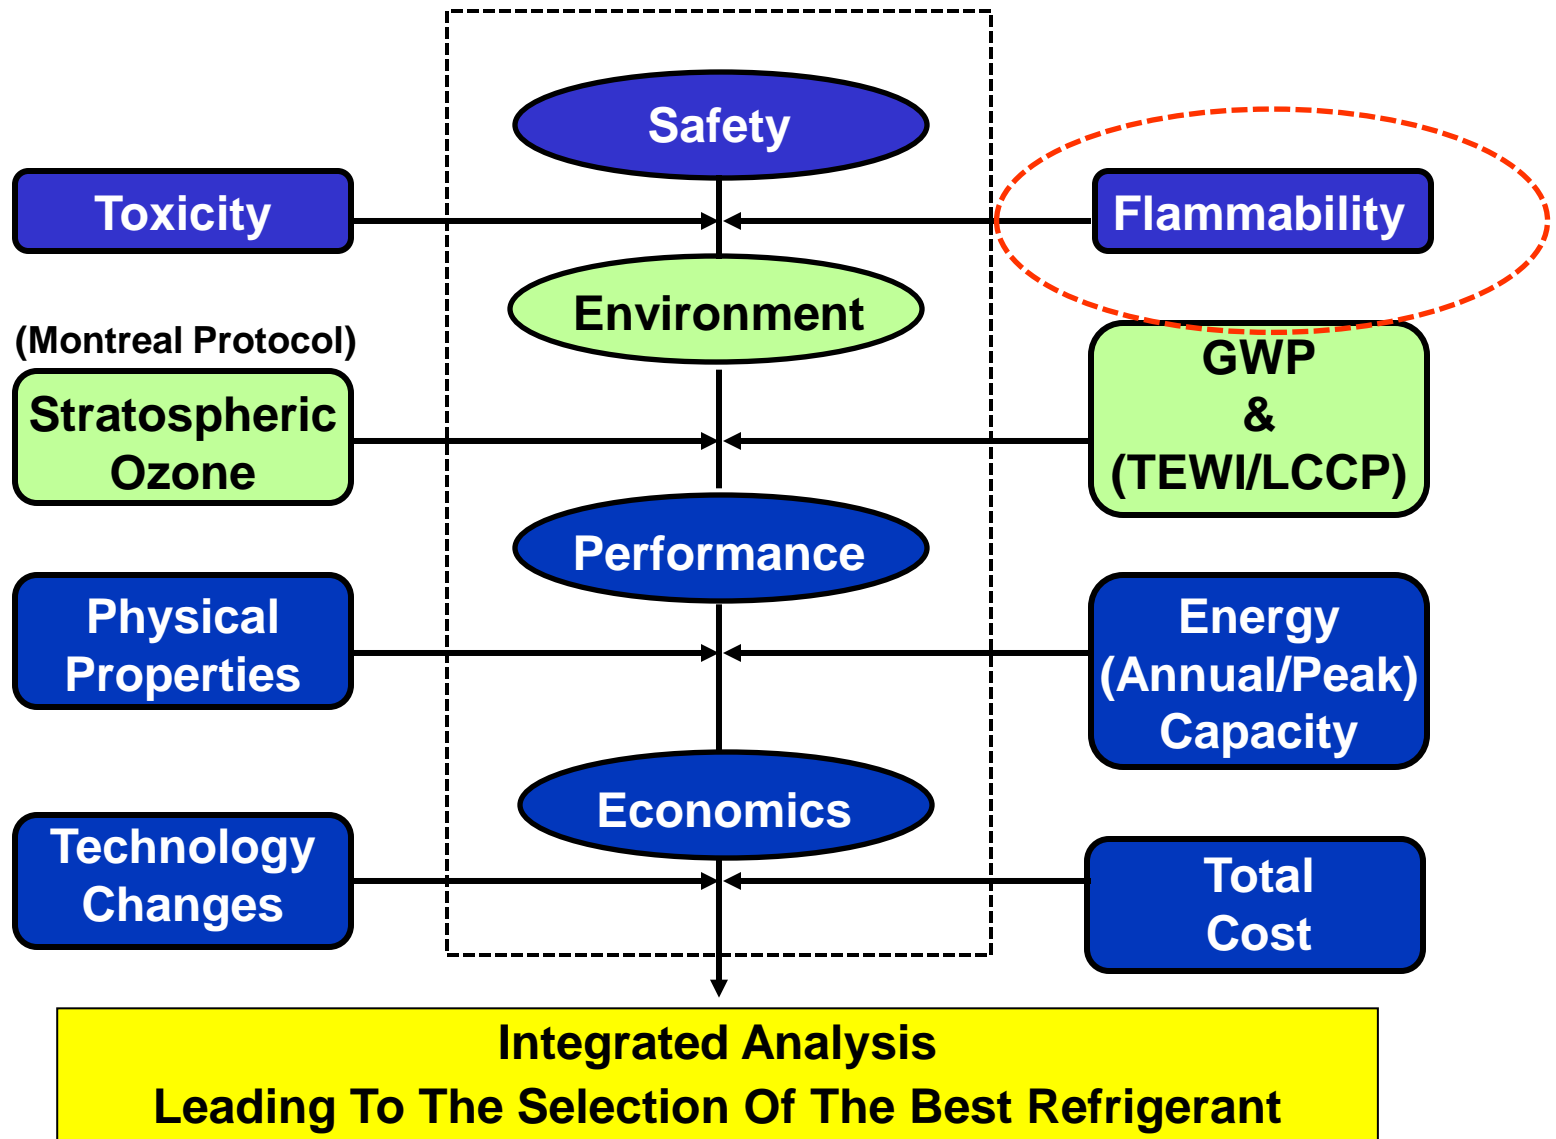 Safety
Toxicity
Flammability
Environment
(Montreal Protocol)
Stratospheric
Ozone
GWP
&
(TEWI/LCCP)
Performance
Physical
Properties
Energy
(Annual/Peak)
Capacity
Economics
Technology
Changes
Total
Cost
Integrated Analysis
Leading To The Selection Of The Best Refrigerant